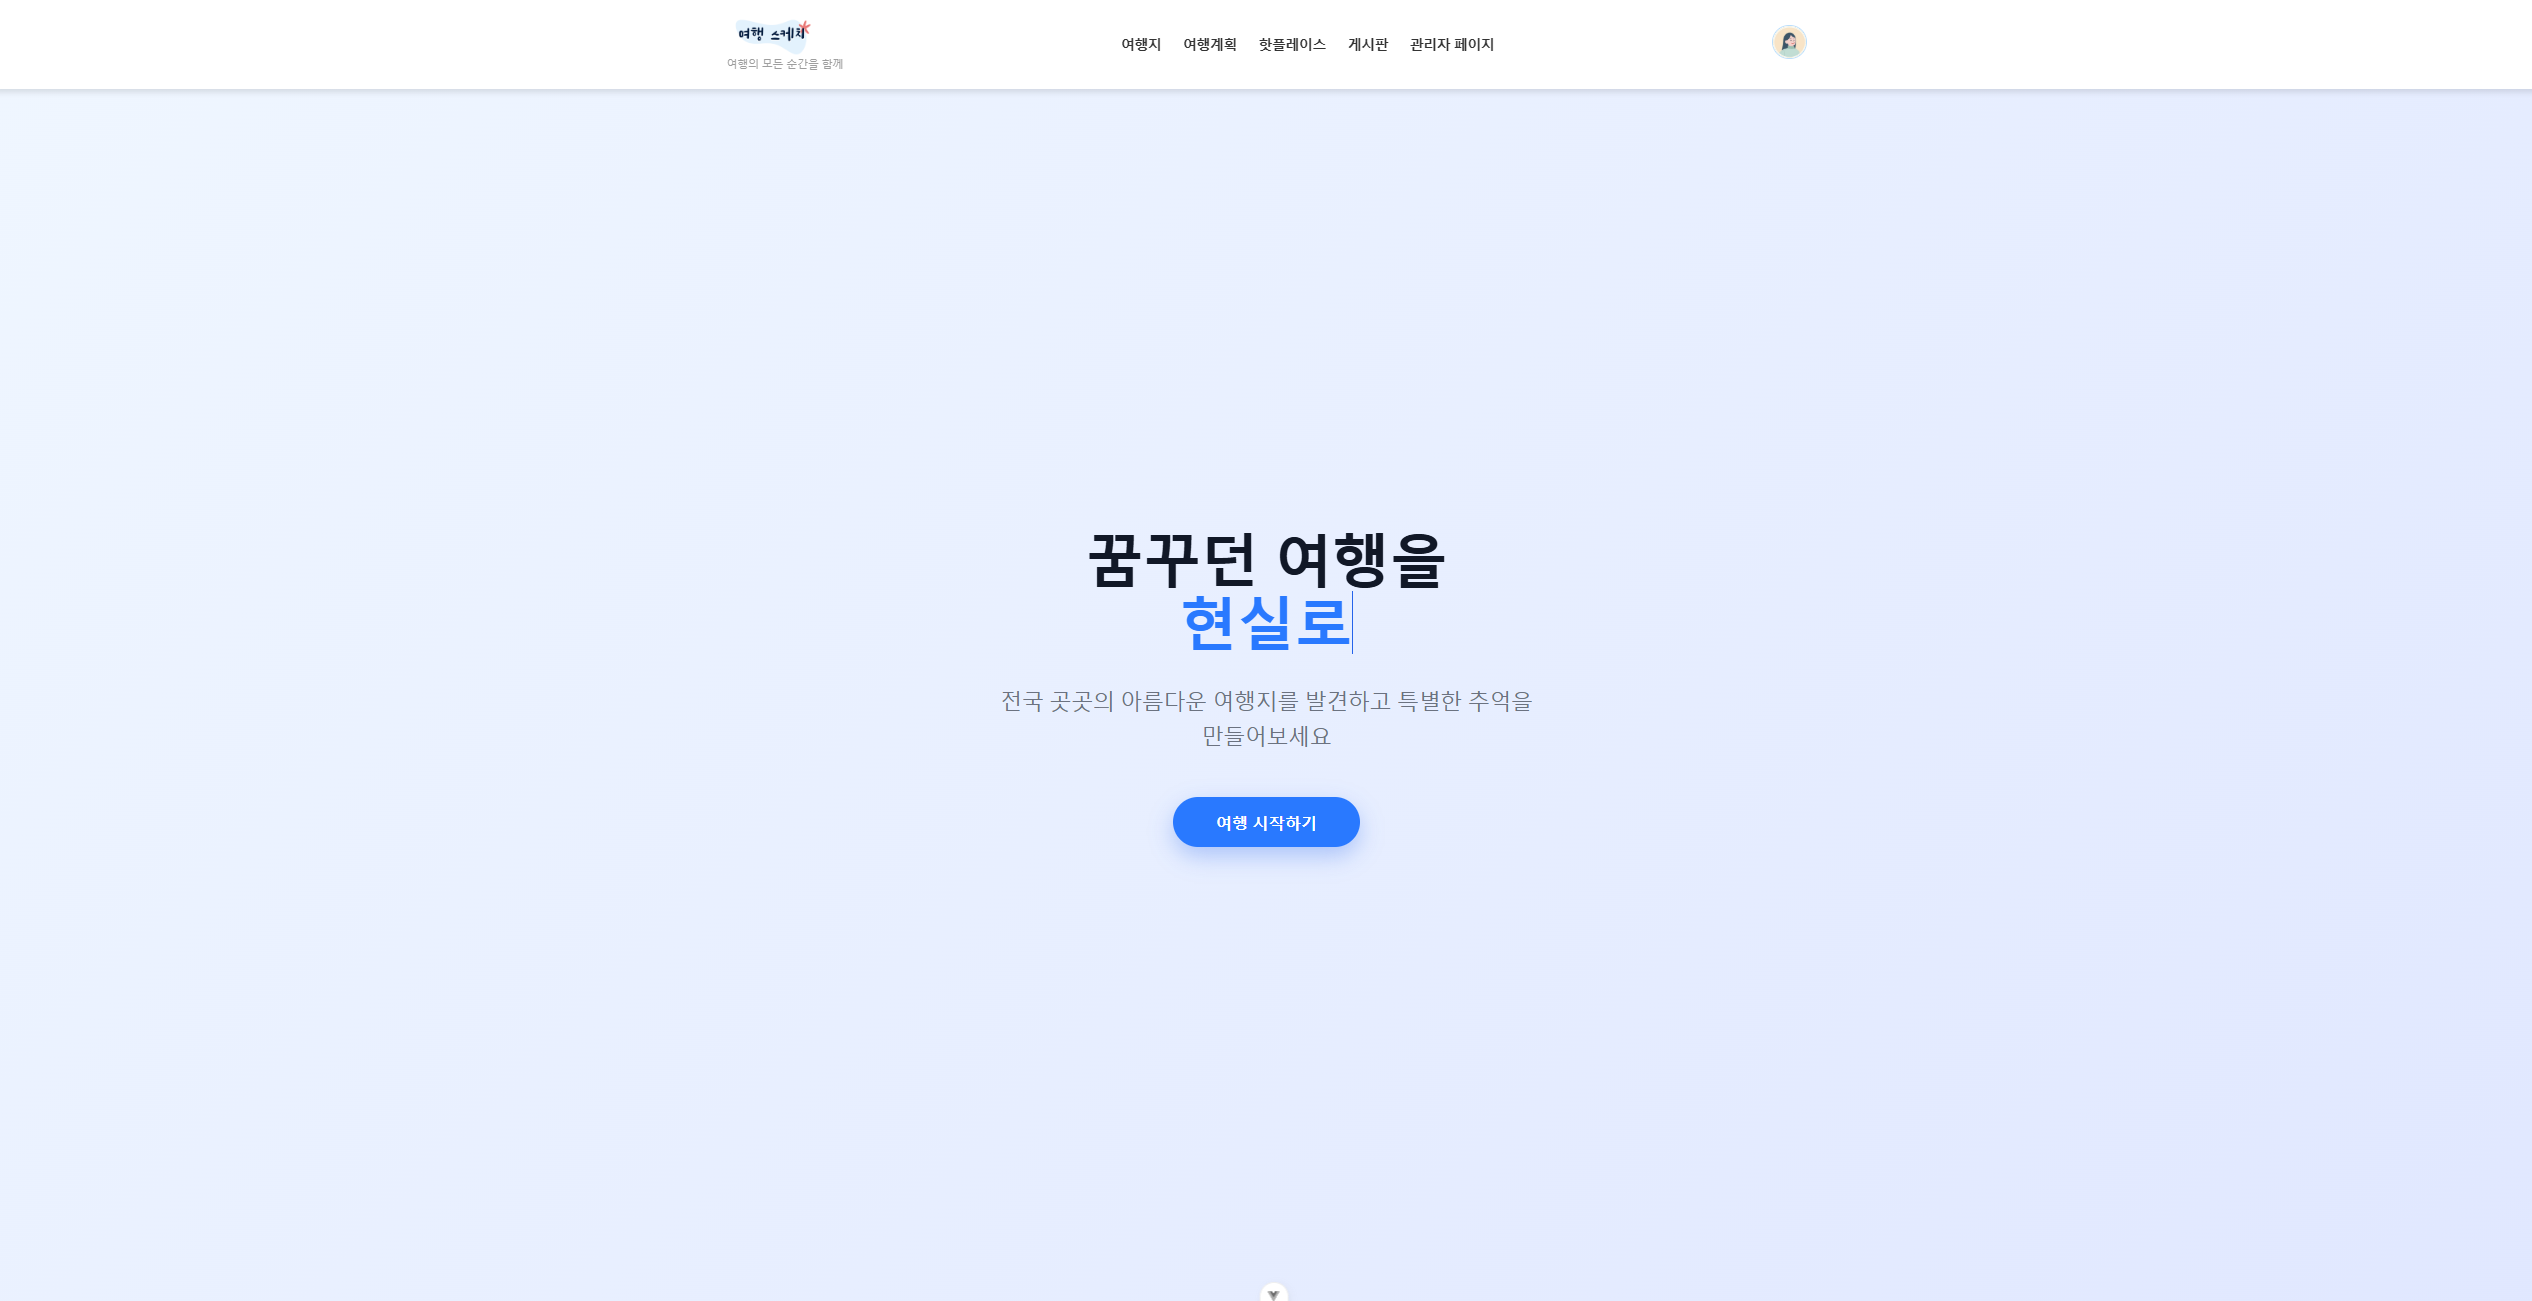 여행 스케치
여행의 모든 순간을 함께
여행지 여행계획 핫플레이스 게시판 관리자 페이지
꿈꾸던 여행을
현실로
전국 곳곳의 아름다운 여행지를 발견하고 특별한 추억을
만들어보세요
여행 시작하기